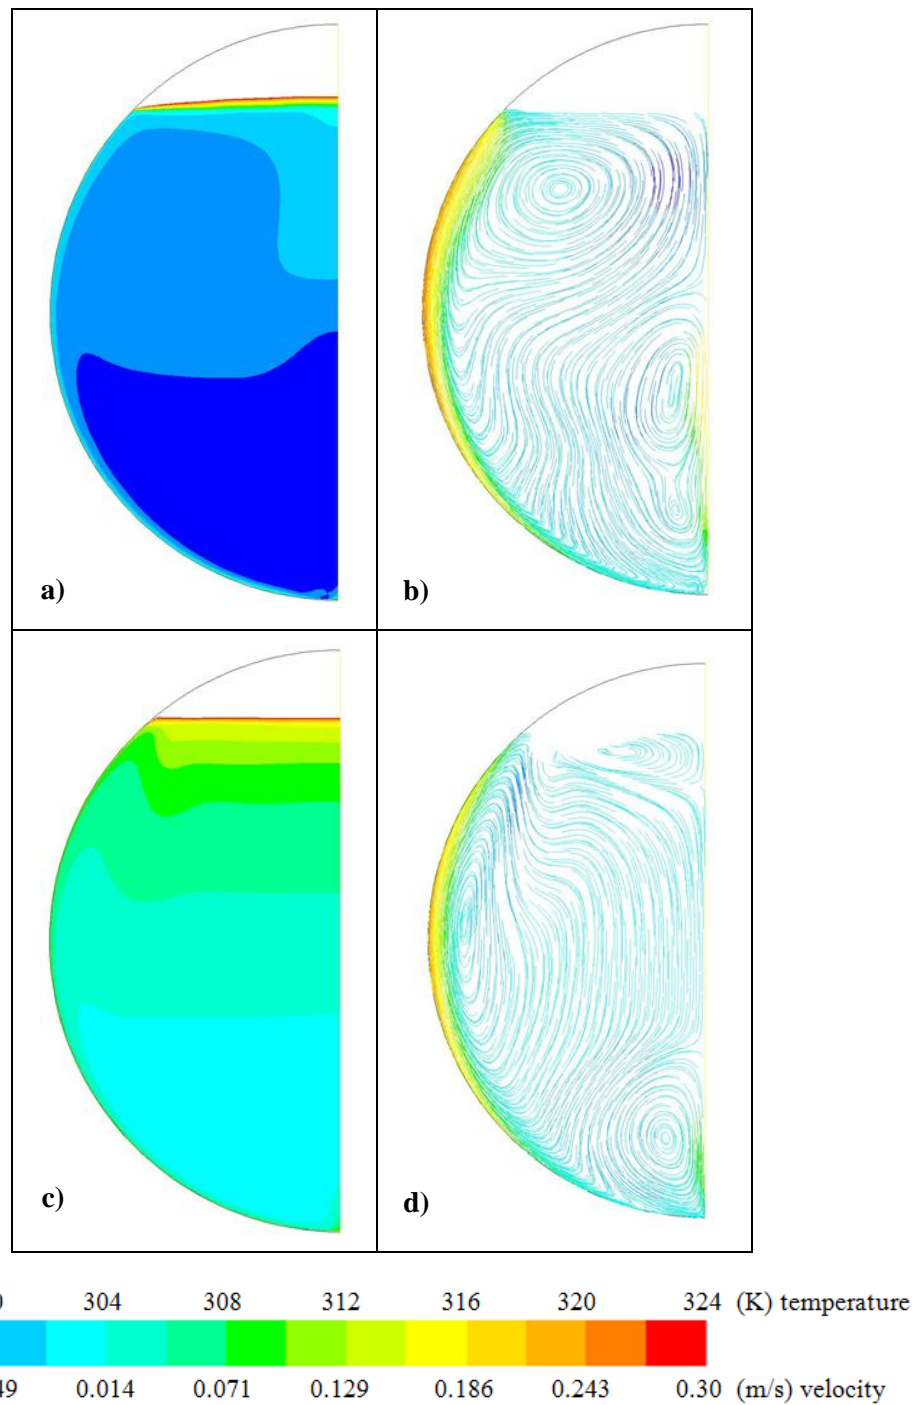 a)
b)
c)
d)
304 308 312 316 320 324 (K) temperature
0.014 0.071 0.129 0.186 0.243 0.30 (m/s) velocity